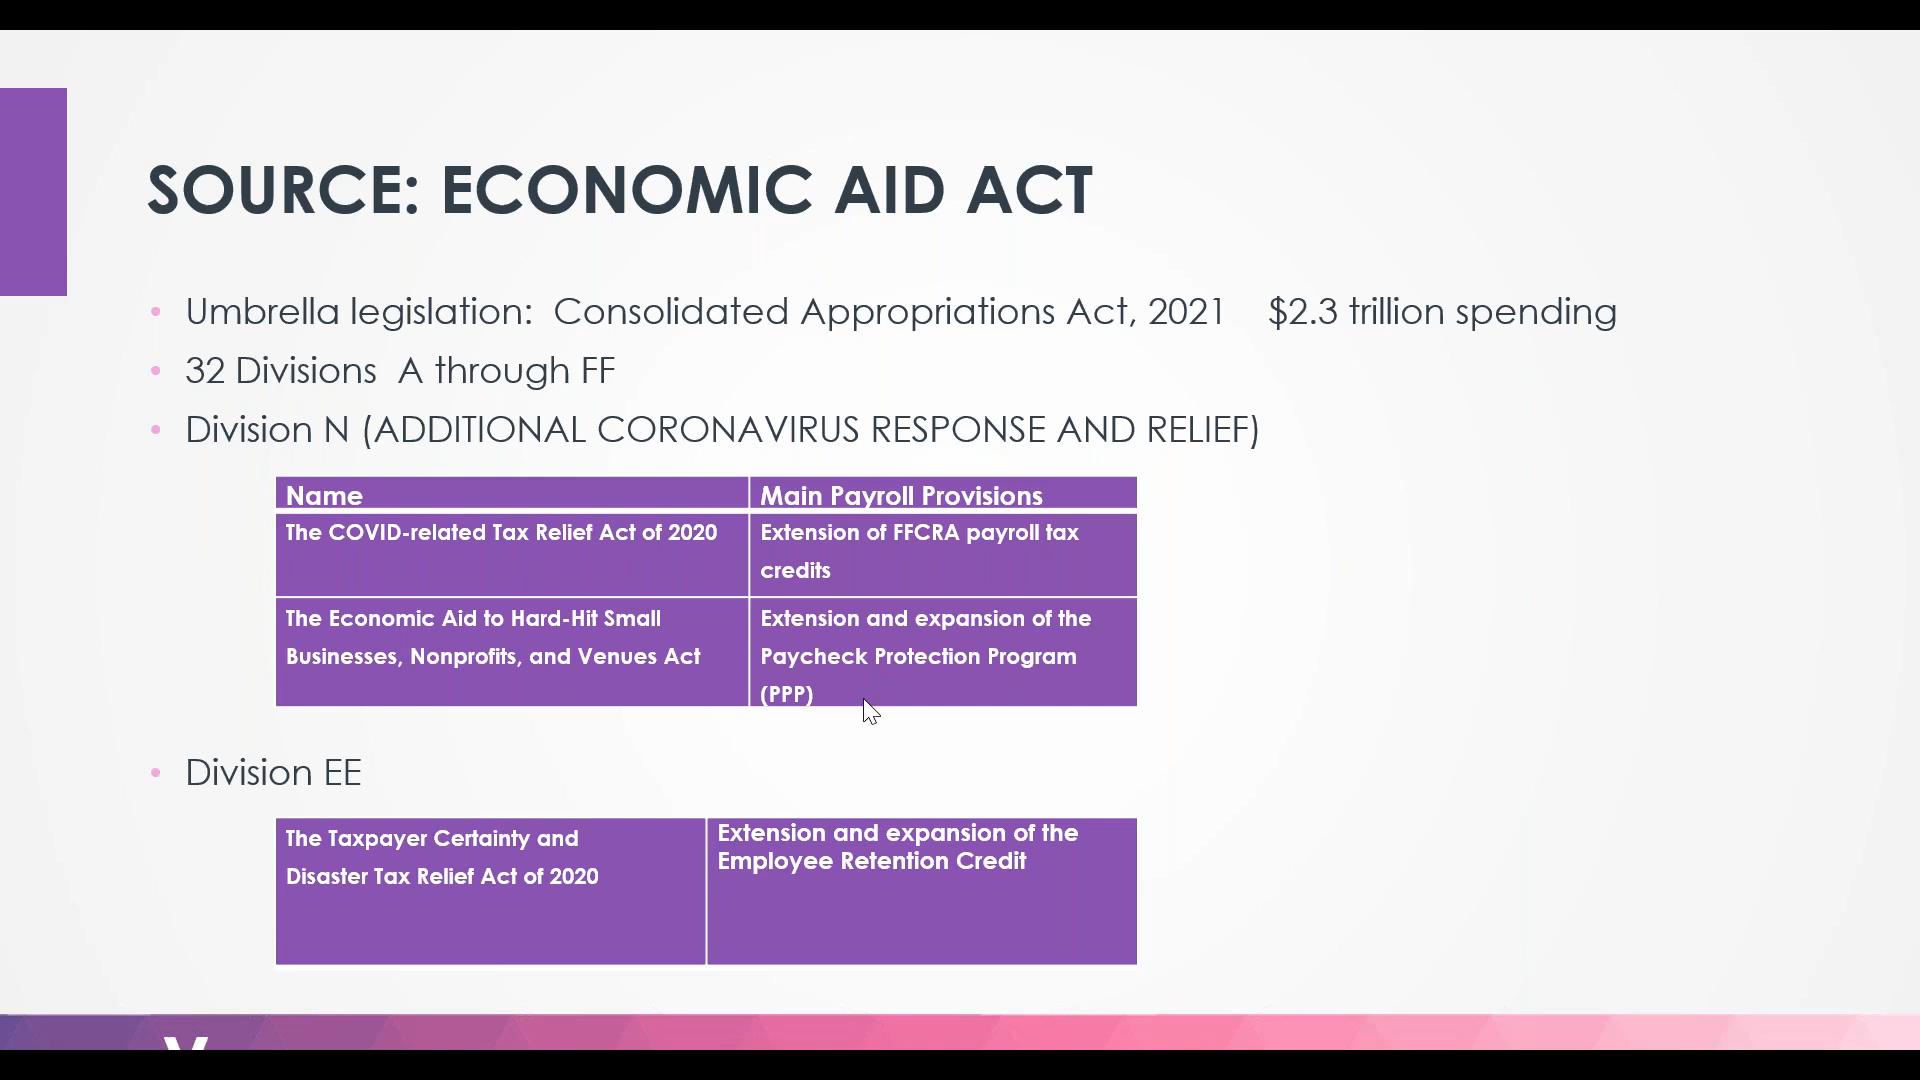 SOURCE: ECONOMIC AID ACT
• Umbrella legislation:  Consolidated Appropriations Act, 2021    $2.3 trillion spending
• 32 Divisions  A through FF
• Division N (ADDITIONAL CORONAVIRUS RESPONSE AND RELIEF)
Name
Main Payroll Provisions
The COVID-related Tax Relief Act of 2020
Extension of FFCRA payroll tax
credits
The Economic Aid to Hard-Hit Small
Businesses, Nonprofits, and Venues Act
Extension and expansion of the
Paycheck Protection Program
(PPP)
• Division EE
The Taxpayer Certainty and
Disaster Tax Relief Act of 2020
Extension and expansion of the
Employee Retention Credit